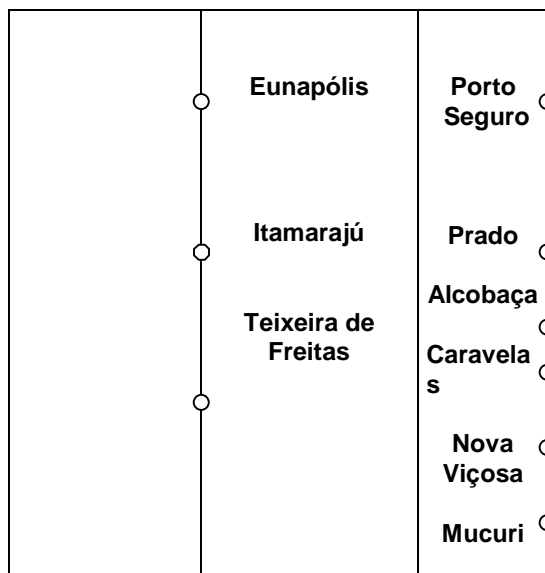 Eunapólis
Porto
Seguro
Itamarajú
Prado
Alcobaça
Teixeira de
Freitas
Caravela
s
Nova
Viçosa
Mucuri